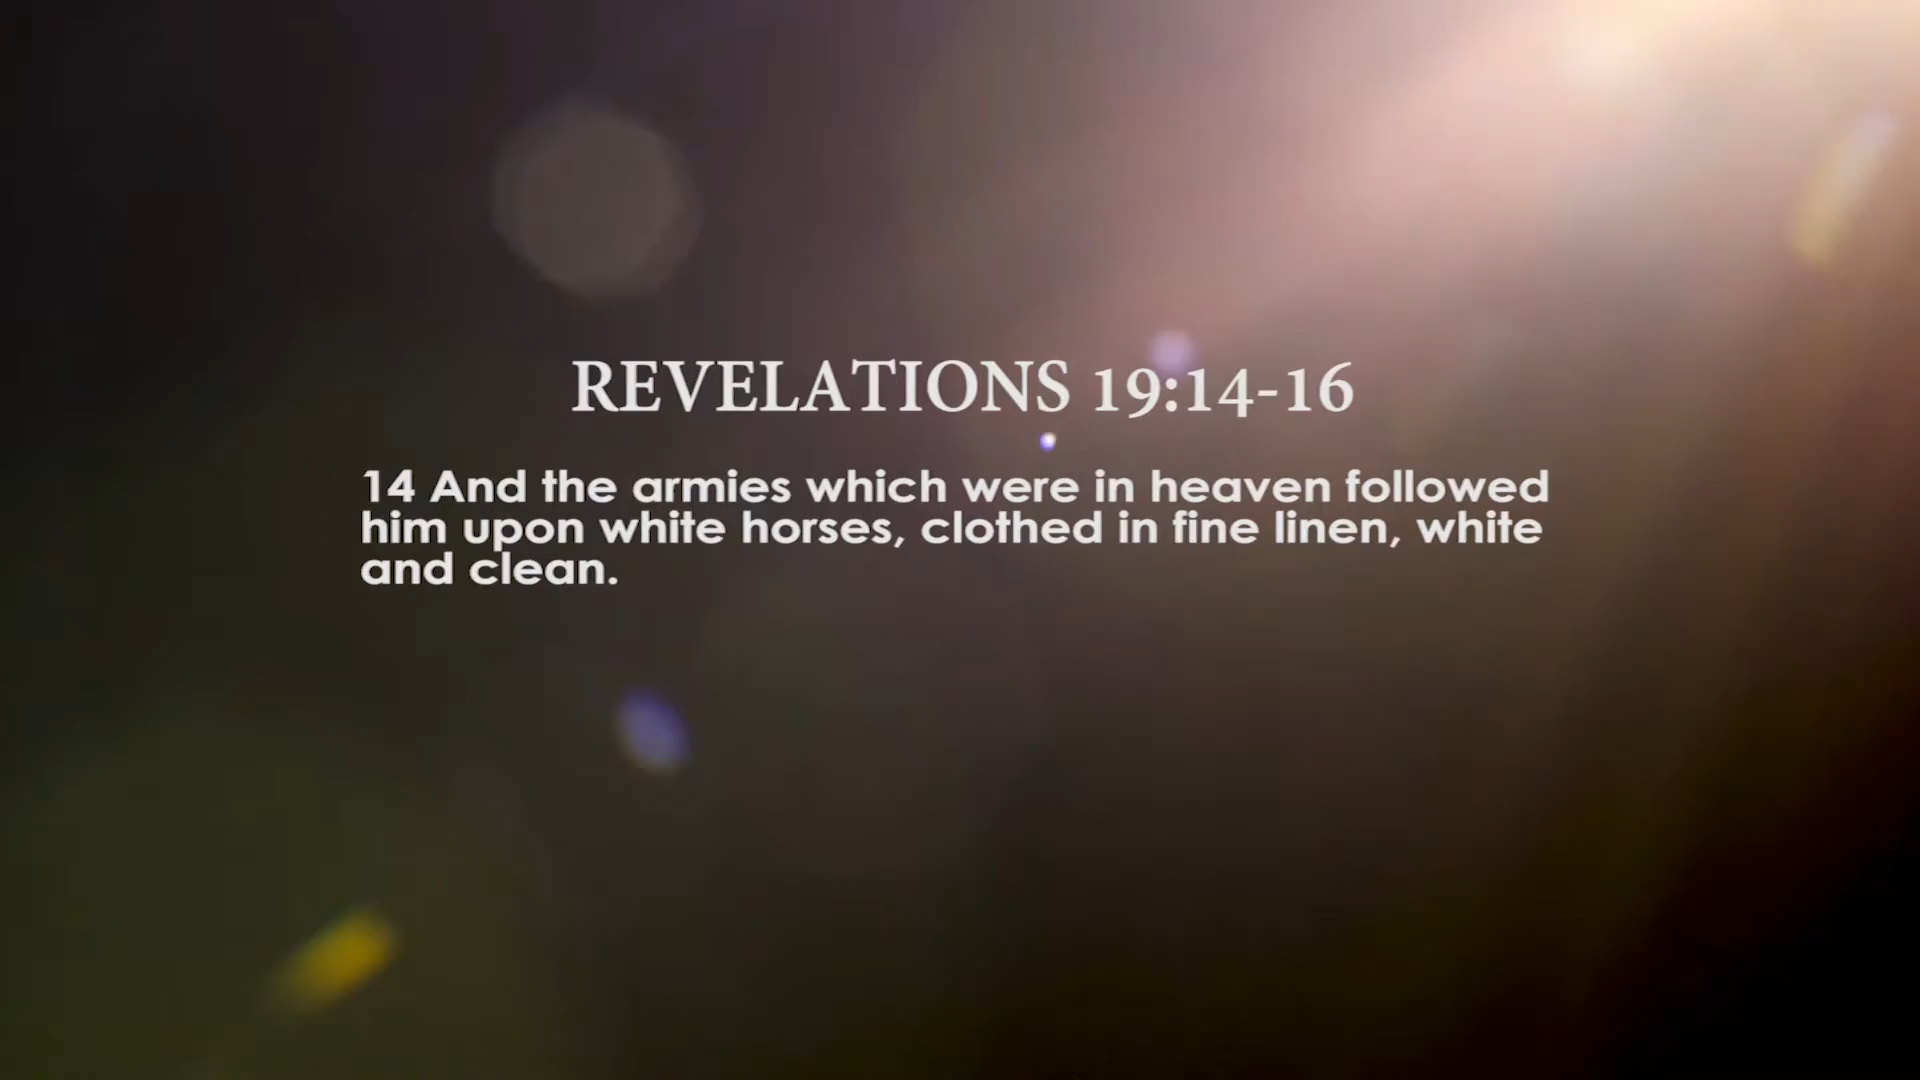 REVELATIONS 19:14-16
14 And the armies which were in heaven followed
him upon white horses, clothed in fine linen, white
and clean.